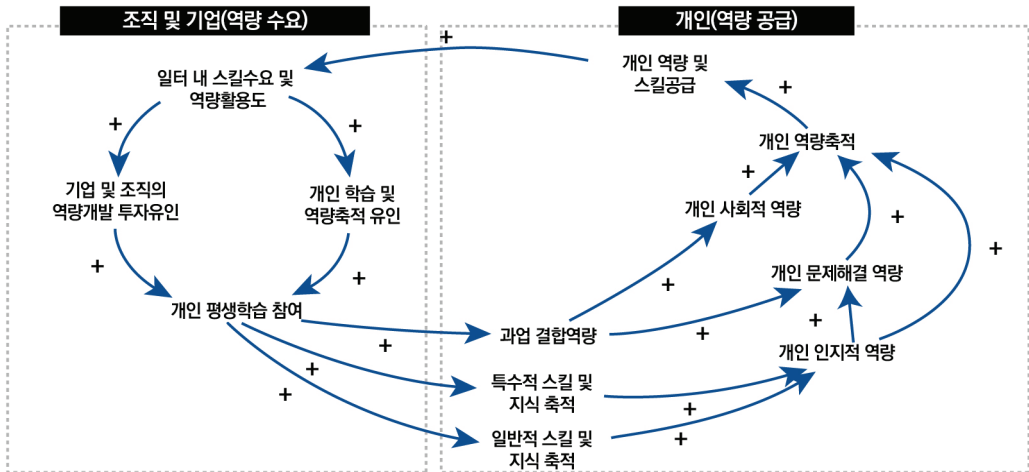 조직 및 기업(역량 수요)
일터 내 스킬수요 및
역량활용도
+
+
기업 및 조직의
역량개발 투자유인
개인 학습 및
역량축적 유인
+
+
개인 평생학습 참여
+
+
+
+
개인(역량 공급)
개인 역량 및
스킬공급
+
개인 역량축적
+
개인 사회적 역량
+
+
+
개인 문제해결 역량
+
+
과업 결합역량
개인 인지적 역량
특수적 스킬 및
지식 축적
+
일반적 스킬 및
지식 축적
+